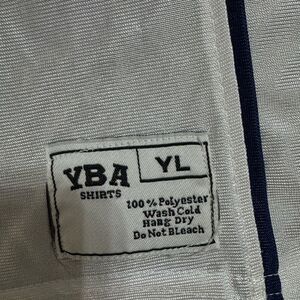 YBA
SHIRTS
YL
100% Polyester
Wash Cold
Hang Dry
Do Not Bleach